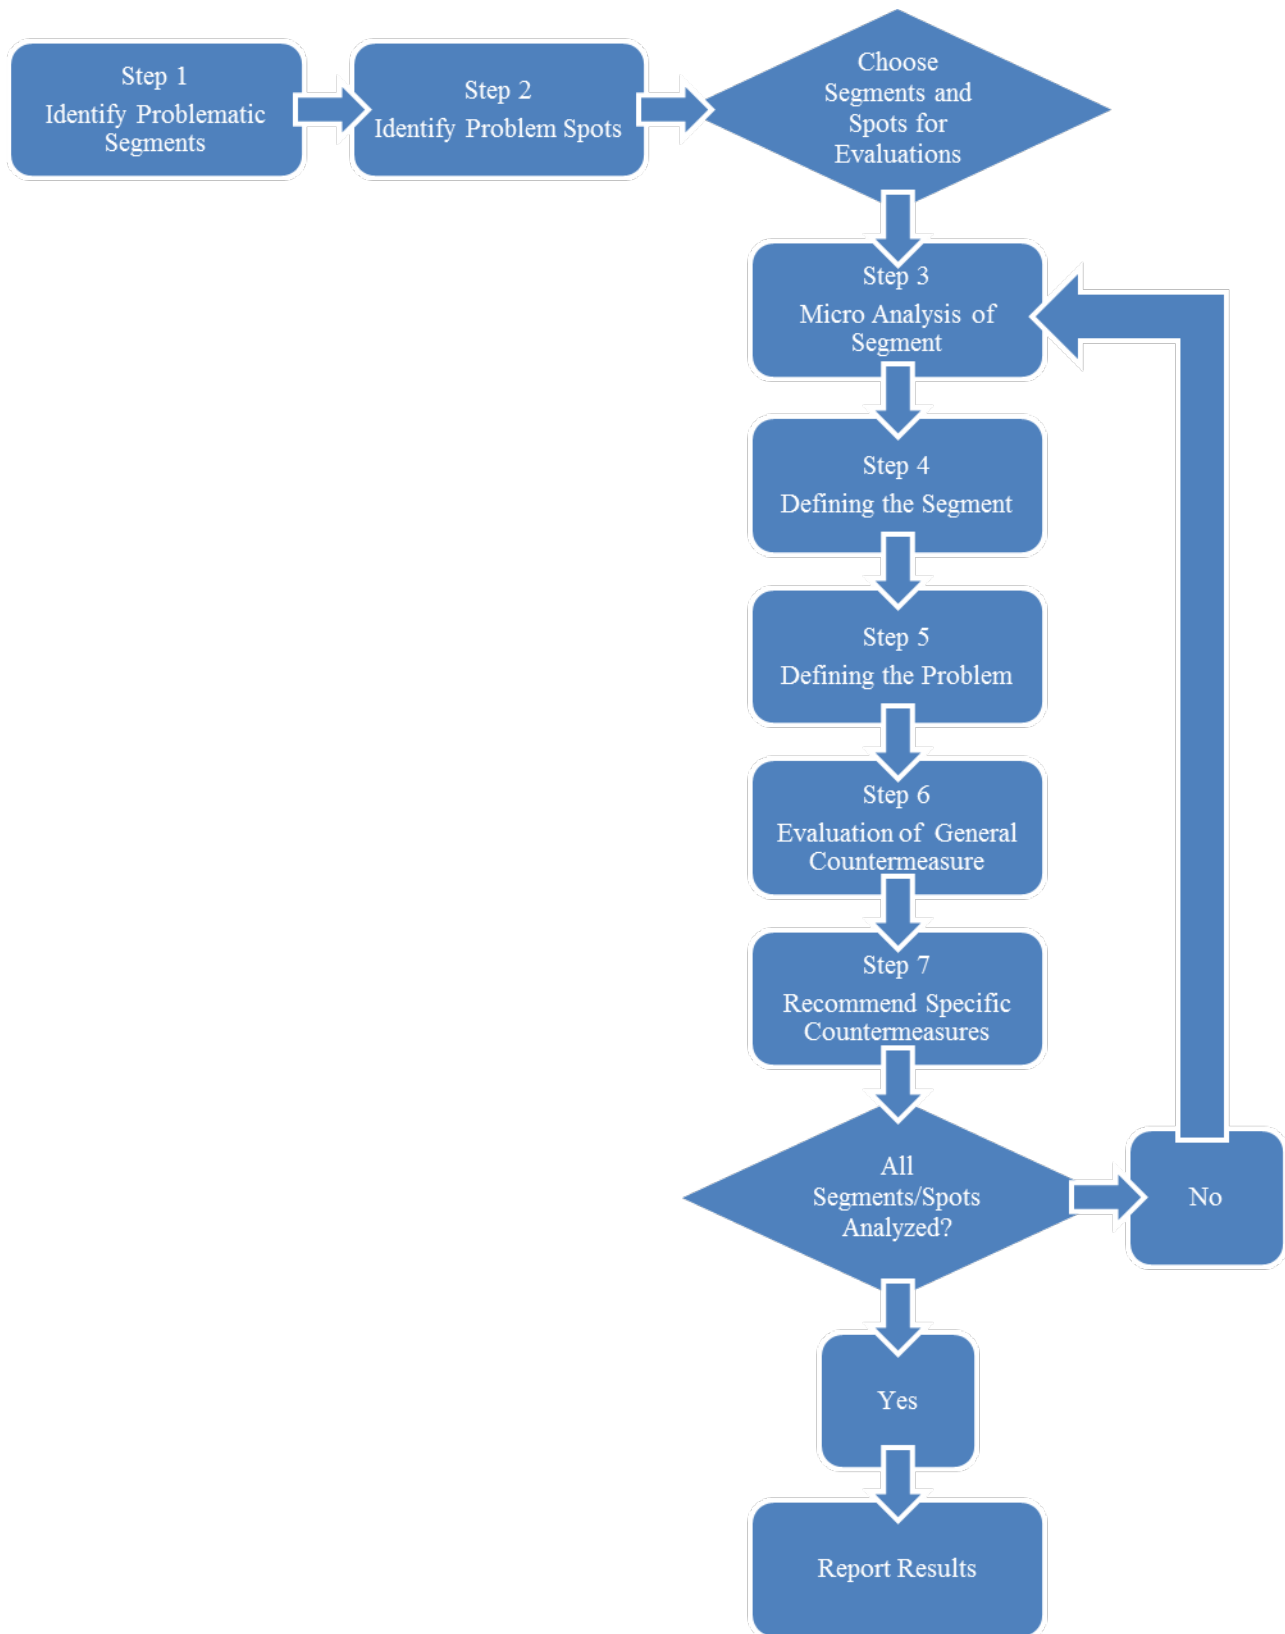 Step 1
Identify Problematic
Segments
Step 2
Identify Problem Spots
Choose
Segments and
Spots for
Evaluations
Step 3
Micro Analysis of
Segment
Step 4
Defining the Segment
Step 5
Defining the Problem
Step 6
Evaluation of General
Countermeasure
Step 7
Recommend Specific
Countermeasures
All
Segments/Spots
Analyzed?
No
Yes
Report Results